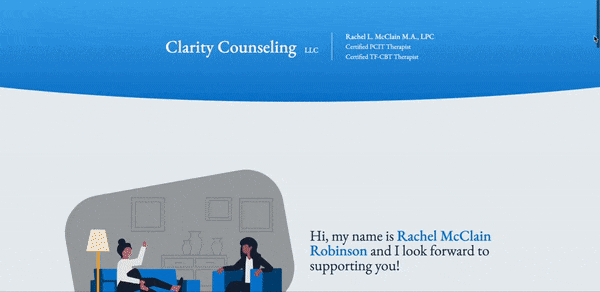 Clarity Counseling LLC
Rachel L. McClain M.A., LPC
Certified PCIT Therapist
Certified TF-CBT Therapist
Hi, my name is Rachel McClain
Robinson and I look forward to
supporting you!